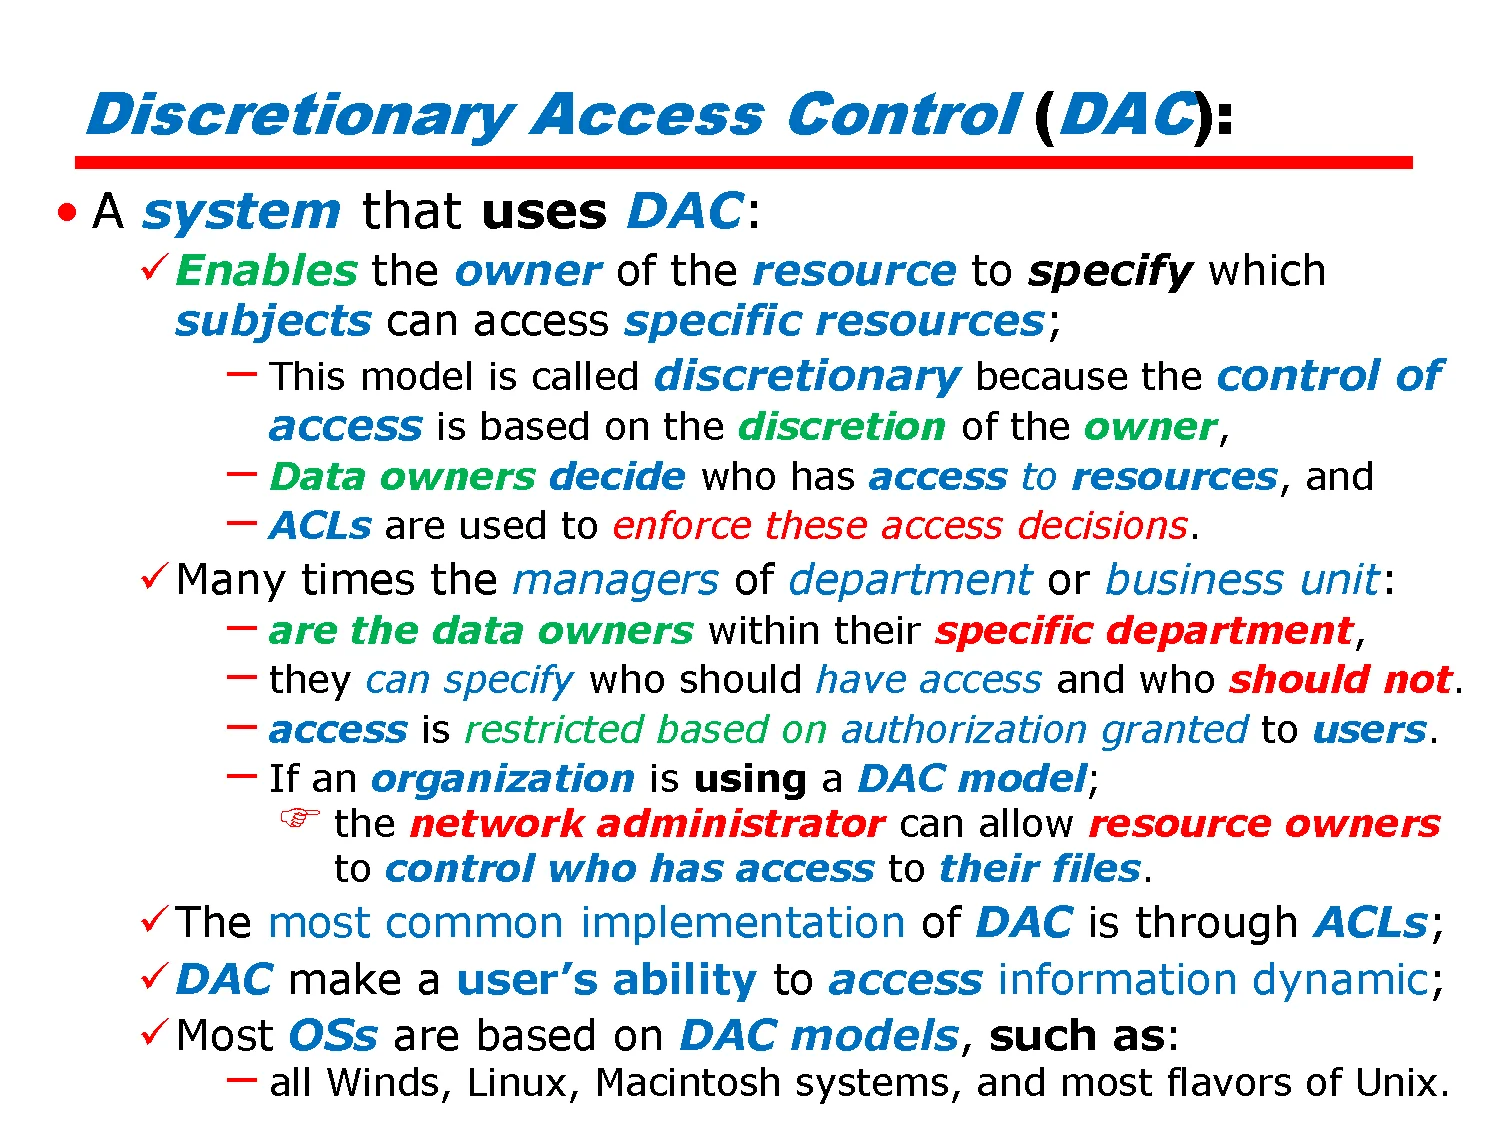 Discretionary Access Control (DAC):
• A system that uses DAC:
✓ Enables the owner of the resource to specify which
subjects can access specific resources;
– This model is called discretionary because the control of
access is based on the discretion of the owner,
– Data owners decide who has access to resources, and
– ACLs are used to enforce these access decisions.
✓ Many times the managers of department or business unit:
– are the data owners within their specific department,
– they can specify who should have access and who should not.
– access is restricted based on authorization granted to users.
– If an organization is using a DAC model;
☞ the network administrator can allow resource owners
to control who has access to their files.
✓ The most common implementation of DAC is through ACLs;
✓ DAC make a user’s ability to access information dynamic;
✓ Most OSs are based on DAC models, such as:
– all Winds, Linux, Macintosh systems, and most flavors of Unix.